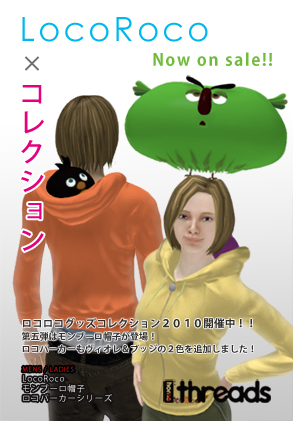 LocoRoco
× コレクション
Now on sale!!
ロコロコグッズコレクション２０１０開催中！！
第五弾はモンブーロ帽子が登場！
ロコパーカーもヴィオレ＆ブッジの２色を追加しました！
MENS / LADIES
LocoRoco
モンブーロ帽子
ロコパーカーシリーズ
threads